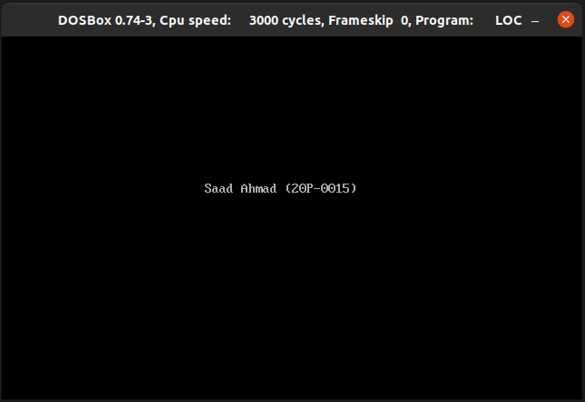 DOSBox 0.74-3, Cpu speed: 3000 cycles, Frameskip 0, Program: LOC
Saad Ahmad (20P-0015)